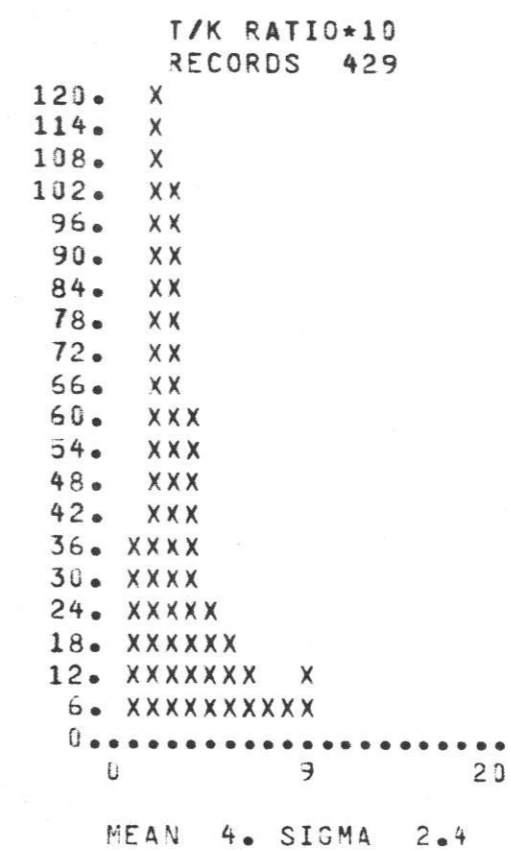 T/K RATIO*10
RECORDS 429
120. X
114. X
108. X
102. XX
96. XX
90. XX
84. XX
78. XX
72. XX
66. XX
60. XXX
54. XXX
48. XXX
42. XXX
36. XXXX
30. XXXX
24. XXXXX
18. XXXXXX
12. XXXXXXX X
6. XXXXXXXXXX
0......................
0 9 20
MEAN 4. SIGMA 2.4